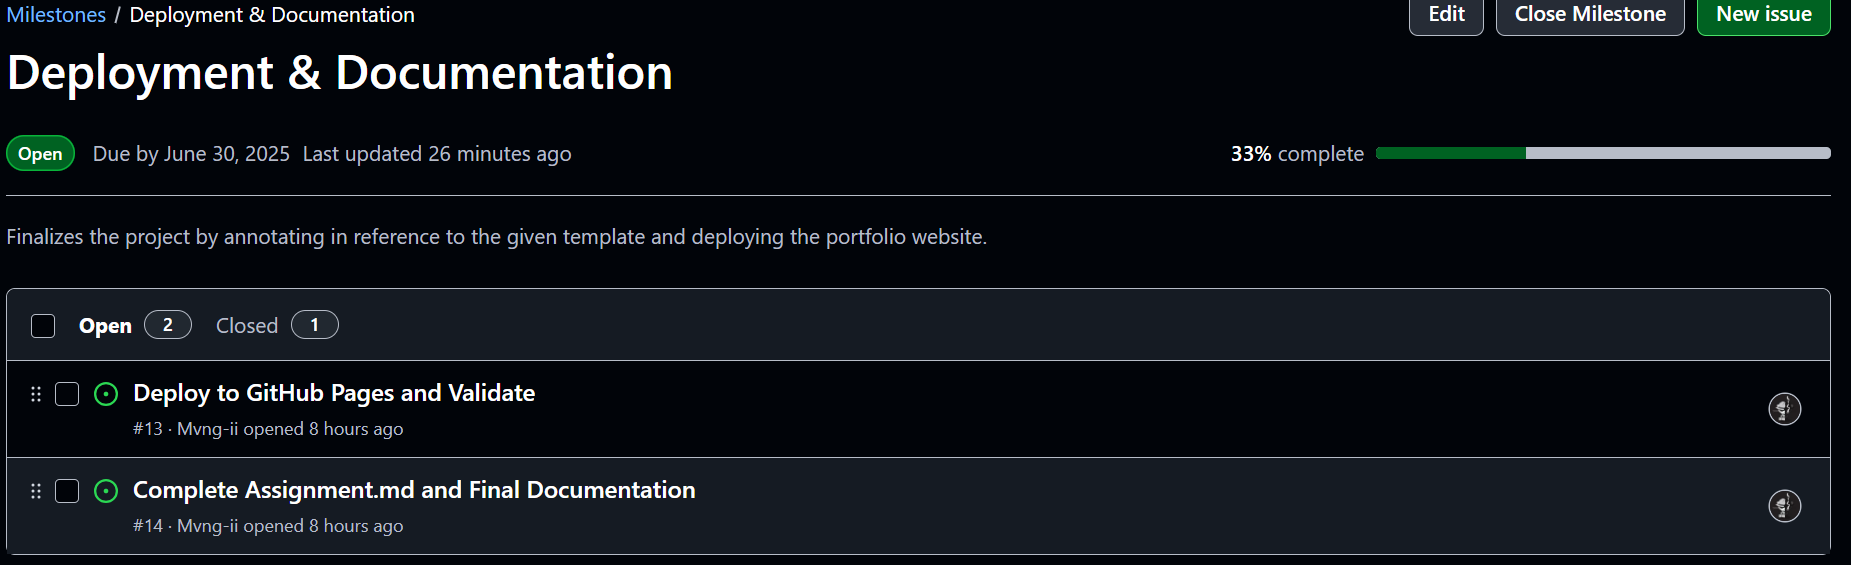 Milestones / Deployment & Documentation
Edit
Close Milestone
New issue
Deployment & Documentation
Open Due by June 30, 2025 Last updated 26 minutes ago
33% complete
Finalizes the project by annotating in reference to the given template and deploying the portfolio website.
Open 2 Closed 1
Deploy to GitHub Pages and Validate
#13 · Mvng-ii opened 8 hours ago
Complete Assignment.md and Final Documentation
#14 · Mvng-ii opened 8 hours ago